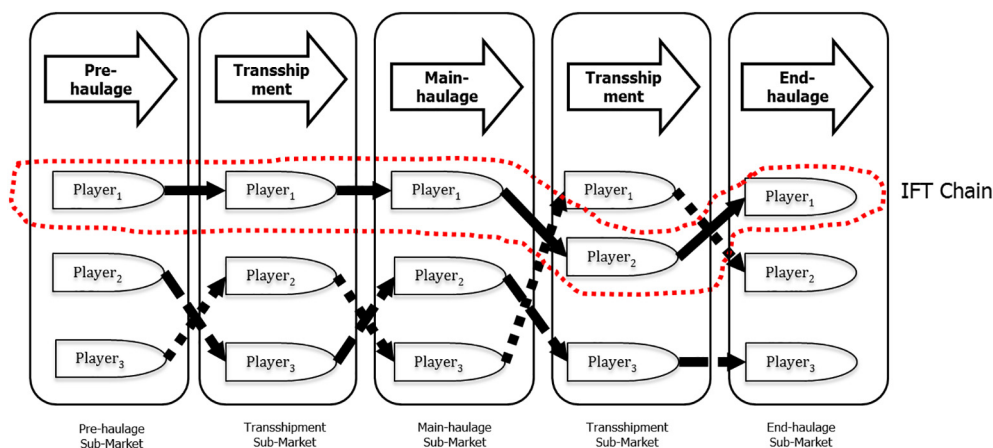 Pre-
haulage
Transship
ment
Main-
haulage
Transship
ment
End-
haulage
Player1
Player1
Player1
Player1
Player1
IFT Chain
Player2
Player2
Player2
Player2
Player2
Player3
Player3
Player3
Player3
Player3
Pre-haulage
Sub-Market
Transshipment
Sub-Market
Main-haulage
Sub-Market
Transshipment
Sub-Market
End-haulage
Sub-Market